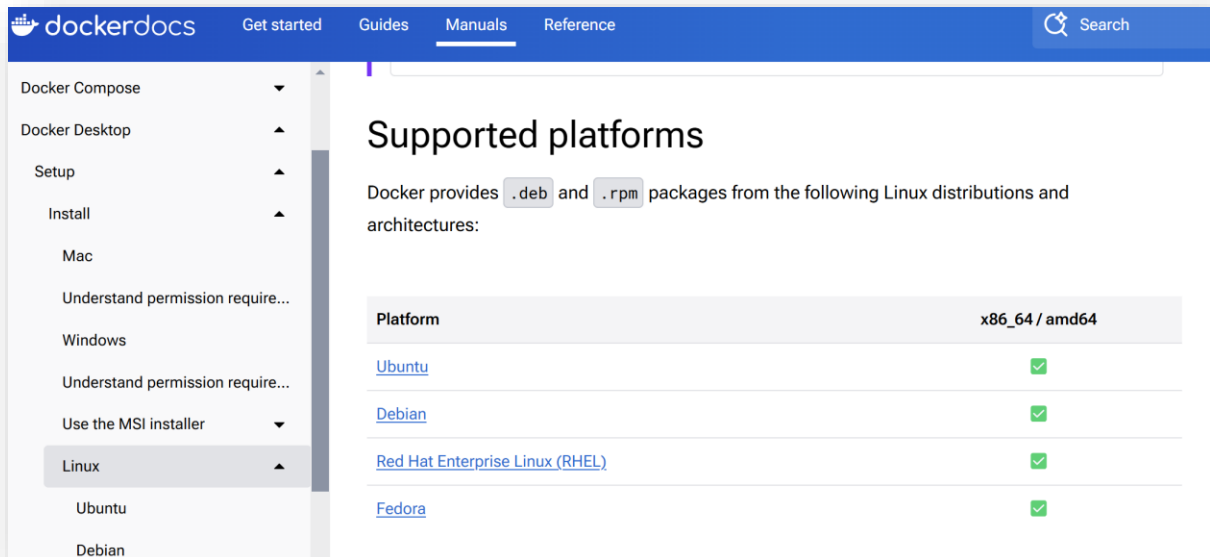 dockerdocs
Get started
Guides
Manuals
Reference
Search
Docker Compose
Docker Desktop
Setup
Install
Mac
Understand permission require...
Windows
Understand permission require...
Use the MSI installer
Linux
Ubuntu
Debian
Supported platforms
Docker provides .deb and .rpm packages from the following Linux distributions and
architectures:
Platform x86_64 / amd64
Ubuntu
Debian
Red Hat Enterprise Linux (RHEL)
Fedora